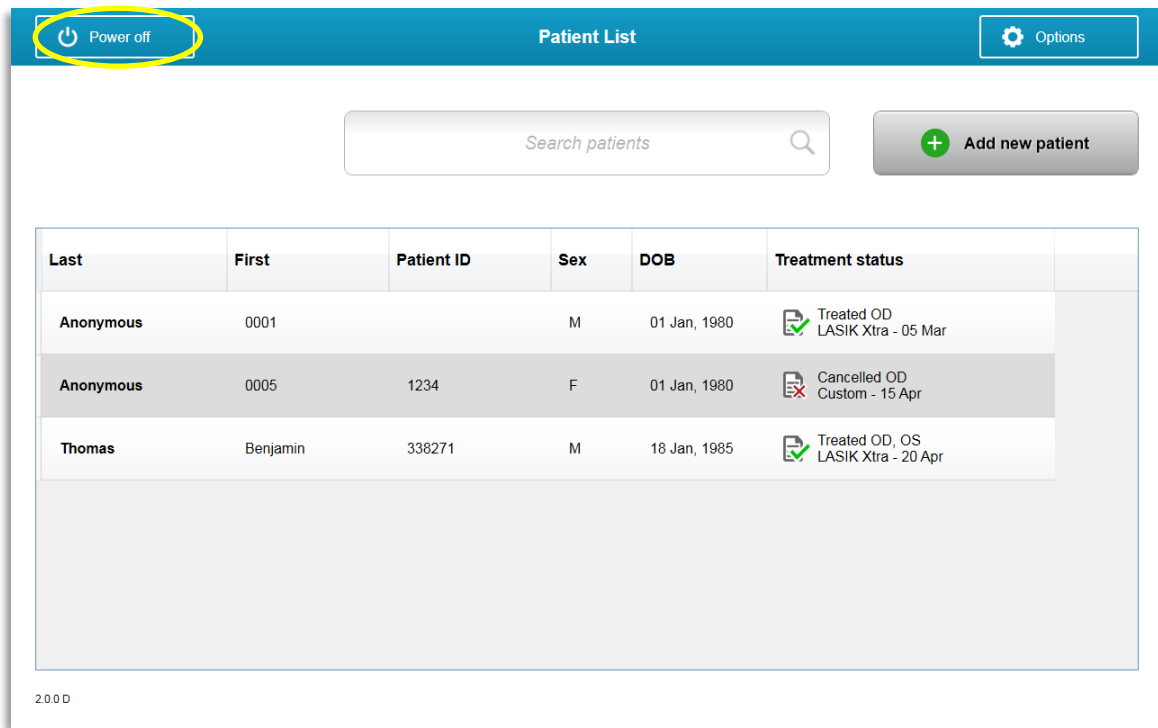 Power off
Patient List
Options
Search patients
Add new patient
Last First Patient ID Sex DOB Treatment status
Anonymous 0001 M 01 Jan, 1980 Treated OD
LASIK Xtra - 05 Mar
Anonymous 0005 1234 F 01 Jan, 1980 Cancelled OD
Custom - 15 Apr
Thomas Benjamin 338271 M 18 Jan, 1985 Treated OD, OS
LASIK Xtra - 20 Apr
2.0.0 D